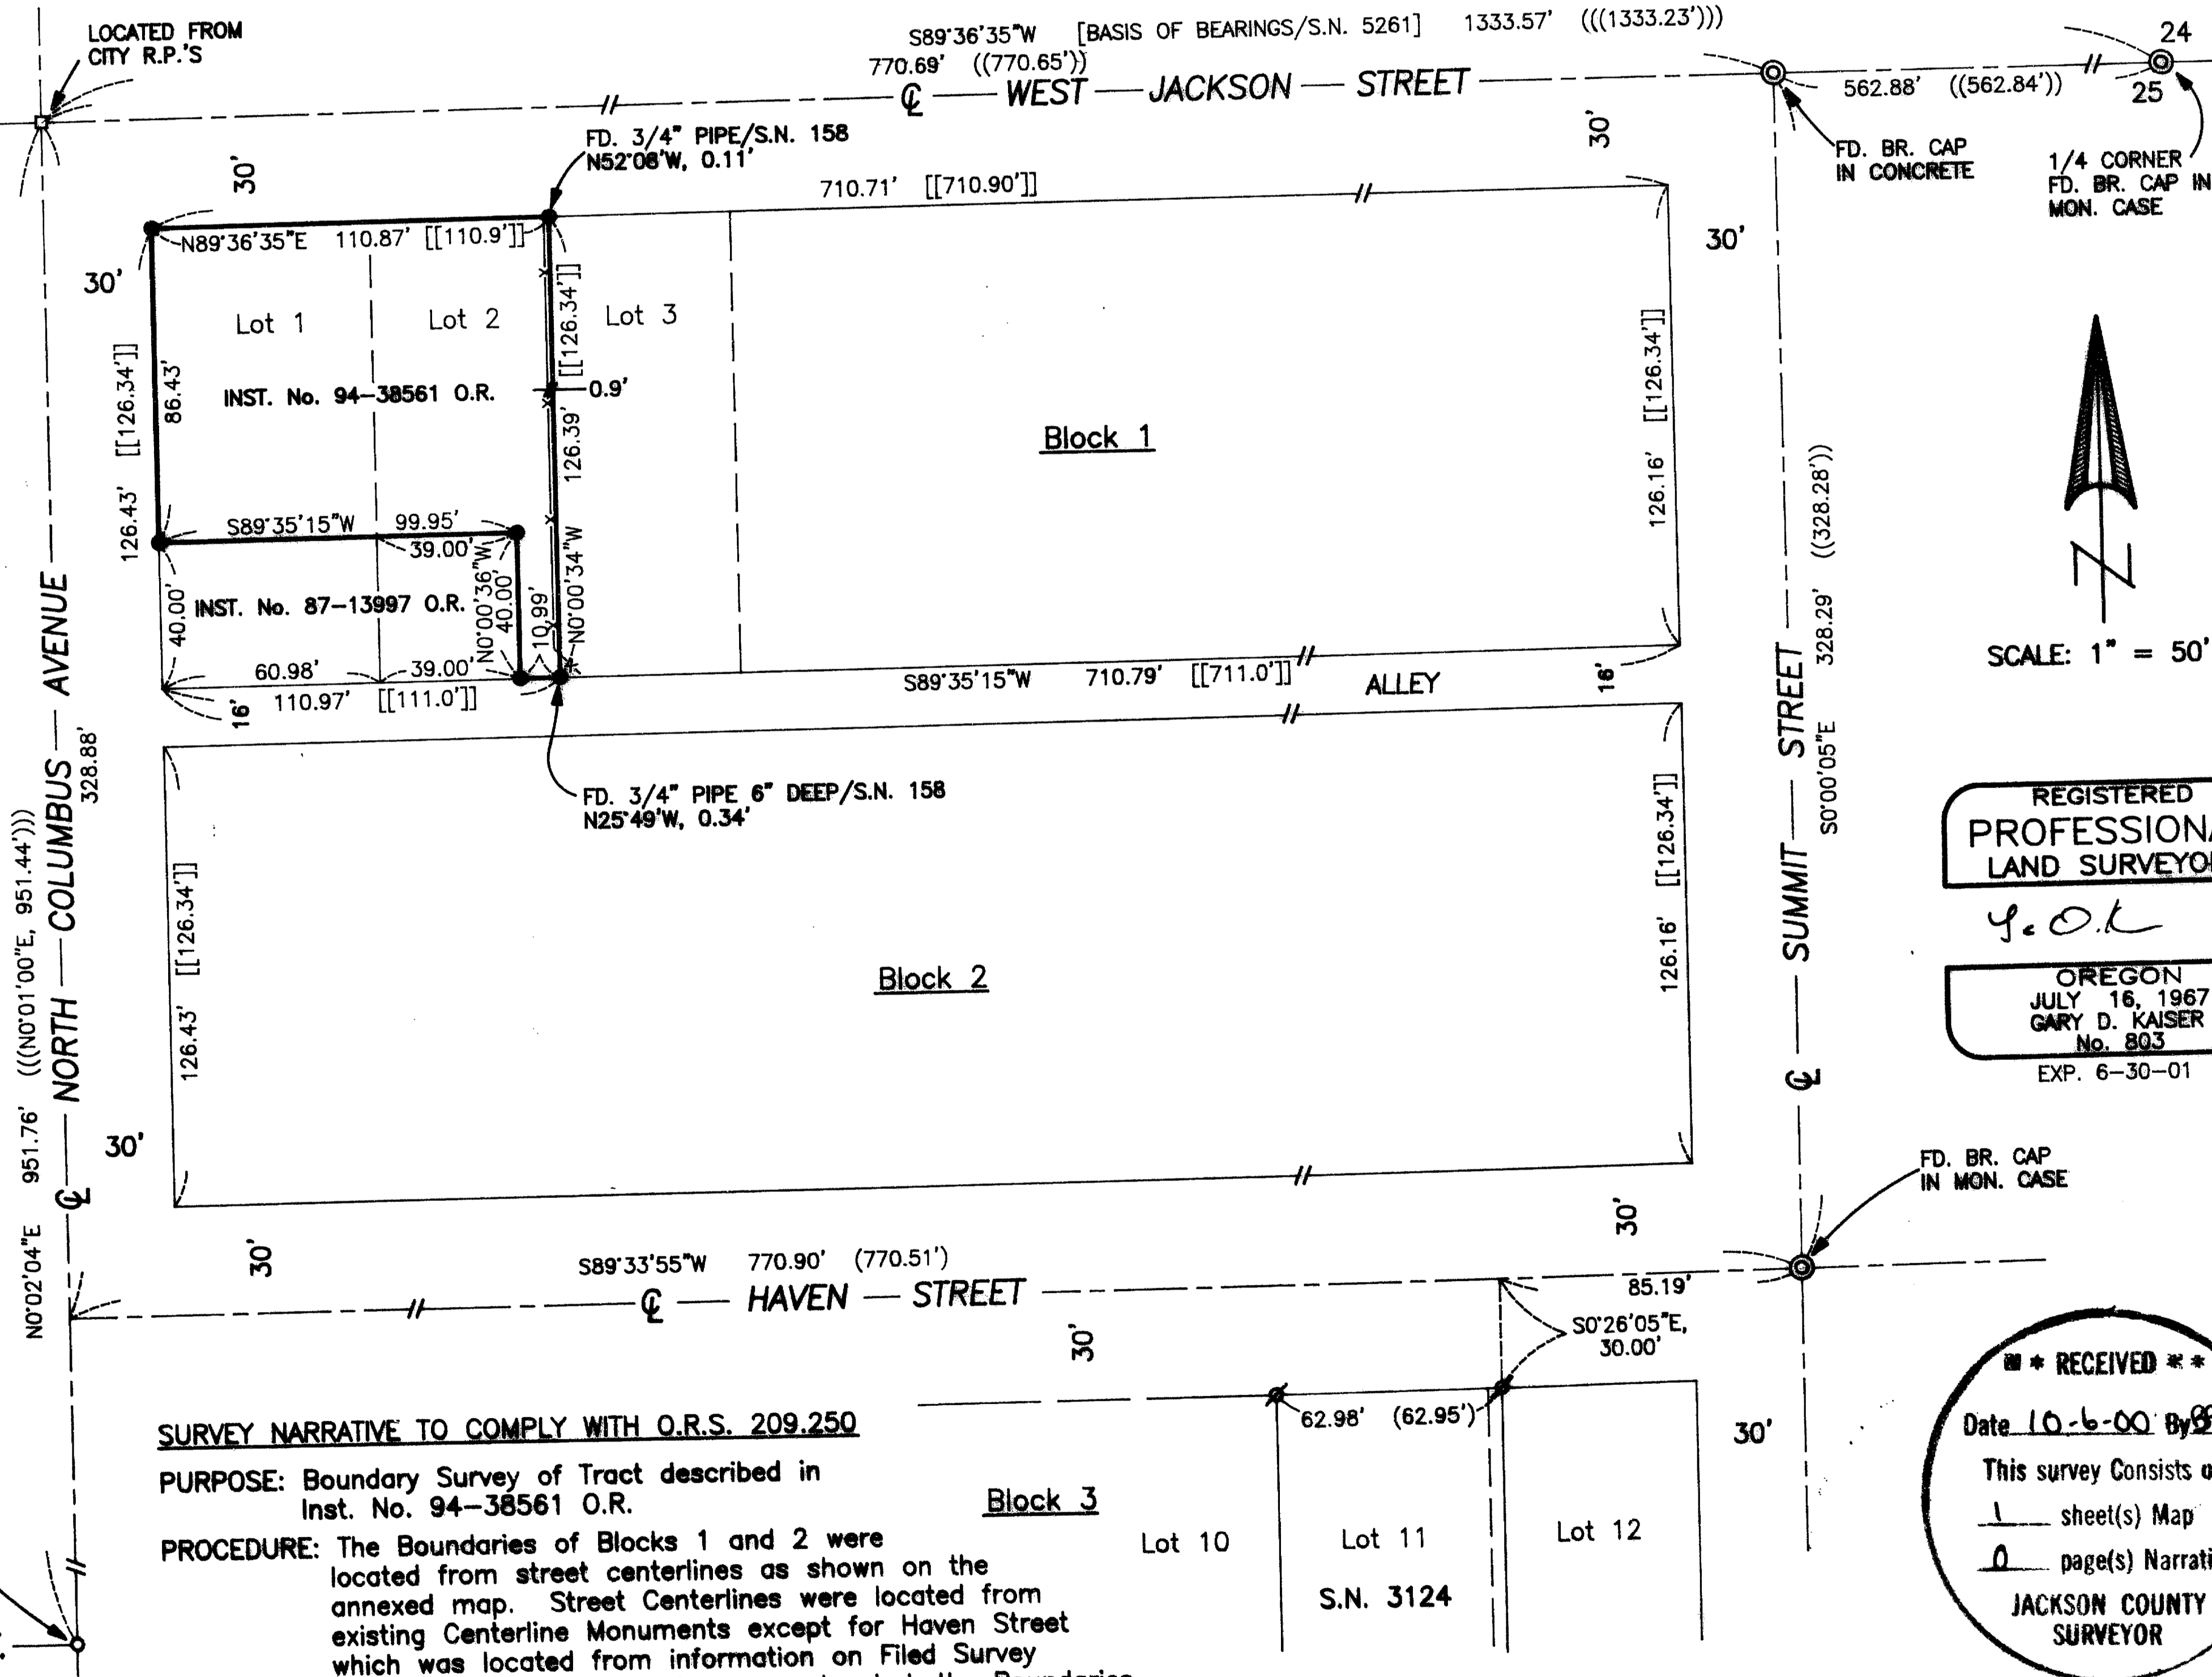 LOCATED FROM
CITY R.P.'S
S89°36'35"W [BASIS OF BEARINGS/S.N. 5261] 1333.57' (((1333.23')))
770.69' ((770.65'))
℄ WEST JACKSON STREET
562.88' ((562.84'))
24
25
FD. 3/4" PIPE/S.N. 158
N52°08'W, 0.11'
FD. BR. CAP
IN CONCRETE
1/4 CORNER
FD. BR. CAP IN
MON. CASE
30'
30'
710.71' [[710.90']]
N89°36'35"E 110.87' [[110.9']]
30'
30'
Lot 1
Lot 2
Lot 3
[[126.34']]
126.39'
N0°00'34"W
0.9'
126.43' [[126.34']]
86.43'
INST. No. 94-38561 O.R.
Block 1
126.16' [[126.34']]
S89°35'15"W 99.95'
39.00'
N0°00'36"W
40.00'
10.99'
INST. No. 87-13997 O.R.
40.00'
60.98'
39.00'
110.97' [[111.0']]
16'
S89°35'15"W 710.79' [[711.0']]
ALLEY
16'
SCALE: 1" = 50'
N
FD. 3/4" PIPE 6" DEEP/S.N. 158
N25°49'W, 0.34'
℄ NORTH COLUMBUS AVENUE
328.88'
N0°02'04"E 951.76' (((N0°01'00"E, 951.44')))
℄ SUMMIT STREET
S0°00'05"E 328.29' ((328.28'))
126.43' [[126.34']]
Block 2
126.16' [[126.34']]
REGISTERED
PROFESSIONA
LAND SURVEYO
OREGON
JULY 16, 1967
GARY D. KAISER
No. 803
EXP. 6-30-01
30'
30'
30'
FD. BR. CAP
IN MON. CASE
S89°33'55"W 770.90' (770.51')
℄ HAVEN STREET
85.19'
S0°26'05"E,
30.00'
30'
62.98' (62.95')
30'
SURVEY NARRATIVE TO COMPLY WITH O.R.S. 209.250
PURPOSE: Boundary Survey of Tract described in
Inst. No. 94-38561 O.R.
PROCEDURE: The Boundaries of Blocks 1 and 2 were
located from street centerlines as shown on the
annexed map. Street Centerlines were located from
existing Centerline Monuments except for Haven Street
which was located from information on Filed Survey
Boundaries
Block 3
Lot 10
Lot 11
S.N. 3124
Lot 12
* RECEIVED * *
Date 10-6-00 By
This survey Consists o
1 sheet(s) Map
0 page(s) Narrati
JACKSON COUNTY
SURVEYOR